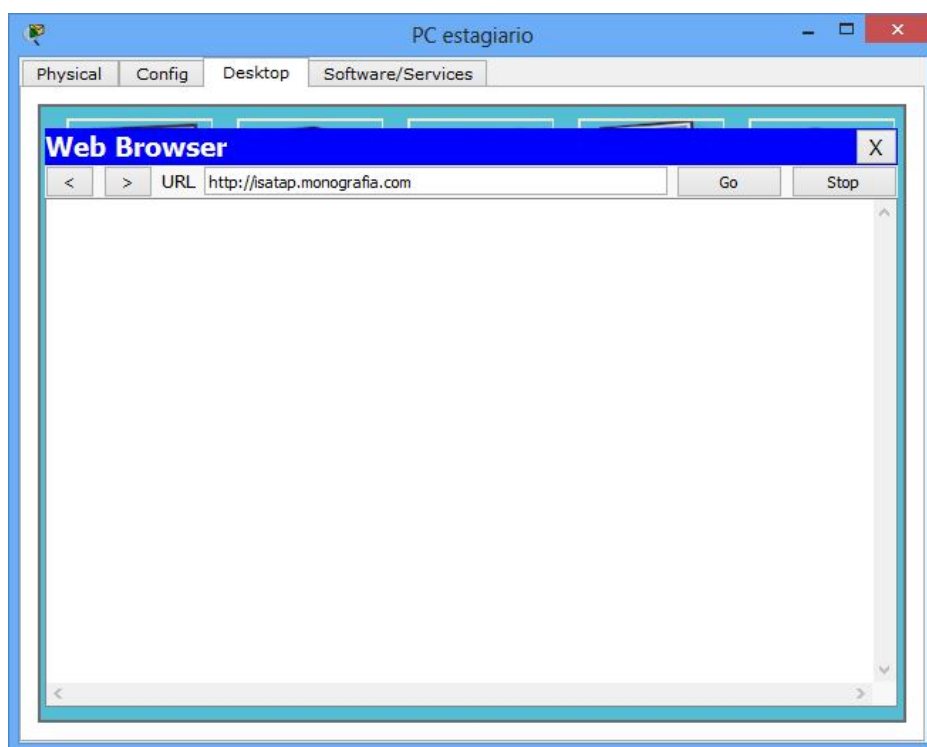 PC estagiario
Physical Config Desktop Software/Services
Web Browser X
< > URL http://isatap.monografia.com Go Stop